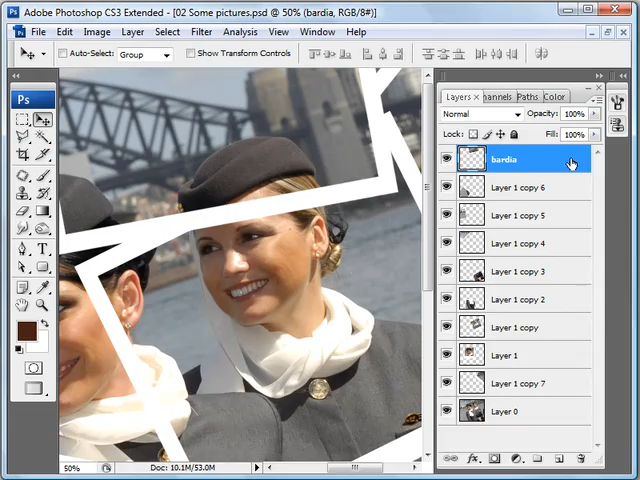 Ps Adobe Photoshop CS3 Extended - [02 Some pictures.psd @ 50% (bardia, RGB/8#)]
File Edit Image Layer Select Filter Analysis View Window Help
Auto-Select: Group Show Transform Controls
Ps
Layers × hannels Paths Color
Normal Opacity: 100%
Lock: Fill: 100%
bardia
Layer 1 copy 6
Layer 1 copy 5
Layer 1 copy 4
Layer 1 copy 3
Layer 1 copy 2
Layer 1 copy
Layer 1
Layer 1 copy 7
Layer 0
T
fx
50% Doc: 10.1M/53.0M